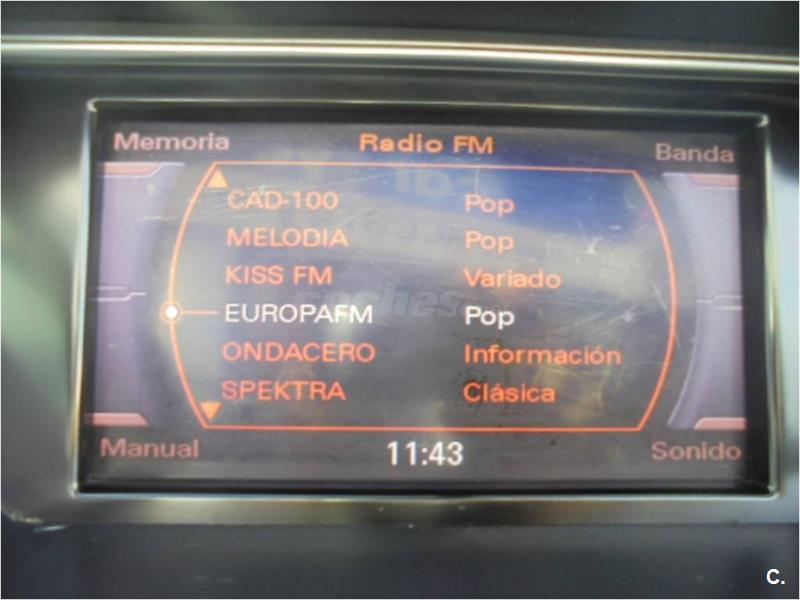 Memoria Radio FM Banda
CAD-100 Pop
MELODIA Pop
KISS FM Variado
EUROPAFM Pop
ONDACERO Información
SPEKTRA Clásica
Manual 11:43 Sonido
coches
C.